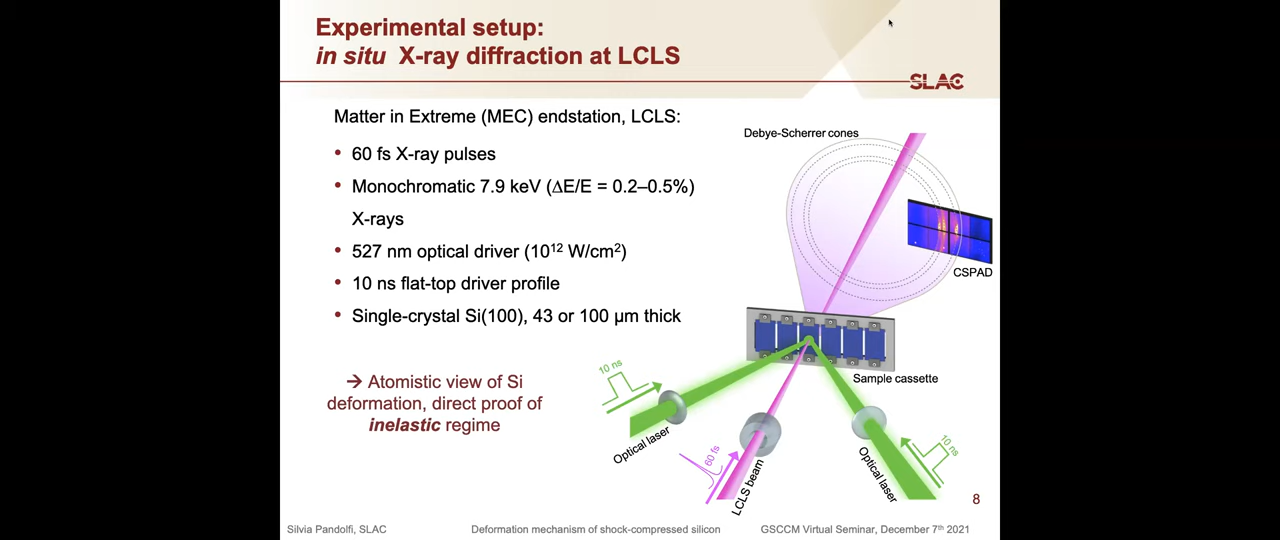 Experimental setup:
in situ X-ray diffraction at LCLS
SLAC
Matter in Extreme (MEC) endstation, LCLS:
• 60 fs X-ray pulses
• Monochromatic 7.9 keV (ΔE/E = 0.2–0.5%)
X-rays
• 527 nm optical driver (10¹² W/cm²)
• 10 ns flat-top driver profile
• Single-crystal Si(100), 43 or 100 µm thick
→ Atomistic view of Si
deformation, direct proof of
inelastic regime
Debye-Scherrer cones
CSPAD
Sample cassette
10 ns
Optical laser
60 fs
LCLS beam
Optical laser
10 ns
8
Silvia Pandolfi, SLAC
Deformation mechanism of shock-compressed silicon
GSCCM Virtual Seminar, December 7th 2021